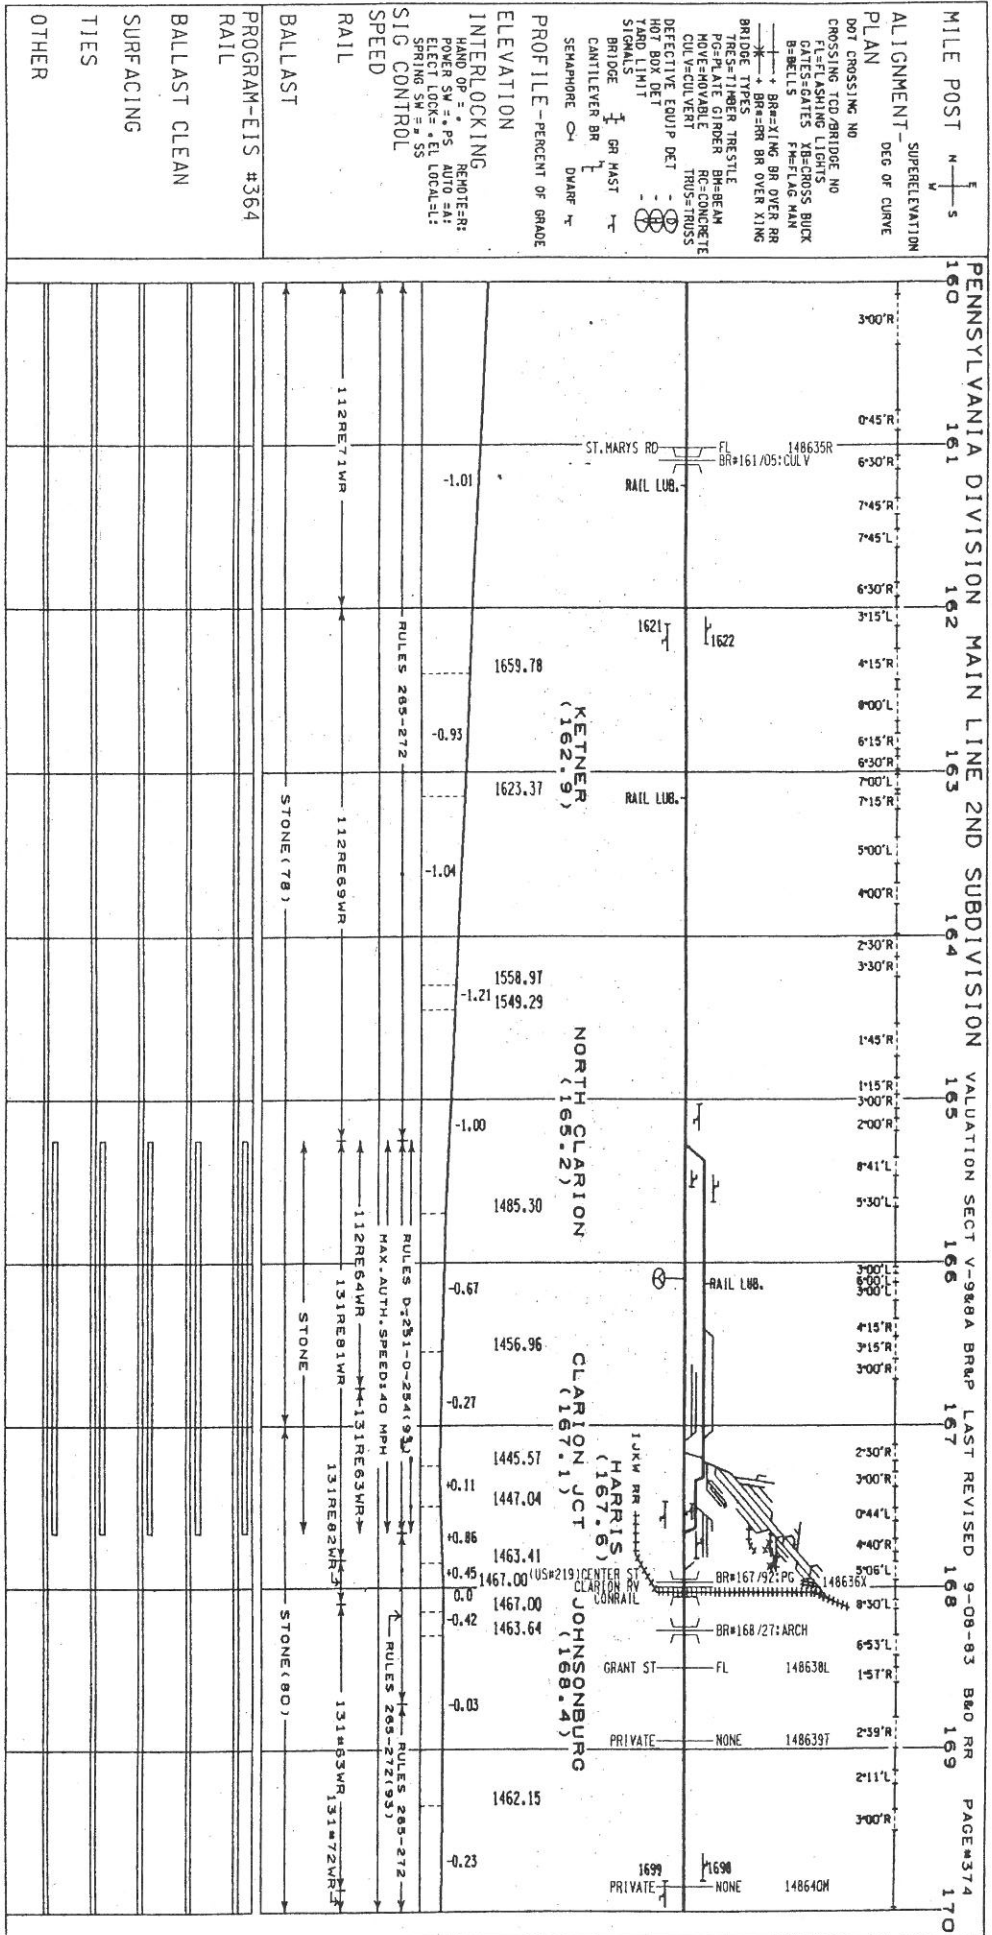 PENNSYLVANIA DIVISION MAIN LINE 2ND SUBDIVISION VALUATION SECT V-9&8A BR&P LAST REVISED 9-08-83 B&O RR PAGE#374
MILE POST N E S W
160 161 162 163 164 165 166 167 168 169 170
ALIGNMENT- SUPERELEVATION
DEG OF CURVE
3°00'R 0°45'R 6°30'R 7°45'R 7°45'L 6°30'R 3°15'L 4°15'R 8°00'L 6°15'R 6°30'R 7°00'L 7°15'R 5°00'L 4°00'R 2°30'R 3°30'R 1°45'R 1°15'R 3°00'R 2°00'R 8°41'L 5°30'L 3°00'L 6°00'L 3°00'L 4°15'R 3°15'R 3°00'R 2°30'R 3°00'R 0°44'L 4°40'R 5°06'L 8°30'L 6°53'L 1°57'R 2°39'R 2°11'L 3°00'R
PLAN
DOT CROSSING NO
CROSSING TCD/BRIDGE NO
FL=FLASHING LIGHTS
GATES=GATES XB=CROSS BUCK
B=BELLS FM=FLAG MAN
+ BR#=XING BR OVER RR
+ BR#=RR BR OVER XING
BRIDGE TYPES
TRES=TIMBER TRESTLE
PG=PLATE GIRDER BM=BEAM
MOVE=MOVABLE RC=CONCRETE
CULV=CULVERT TRUS=TRUSS
DEFECTIVE EQUIP DET - D
HOT BOX DET - H
YARD LIMIT - Y
SIGNALS
BRIDGE GR MAST
CANTILEVER BR
SEMAPHORE DWARF
148635R 148636X 148638L 148639T 148640M
ST.MARYS RD FL
BR#161/05:CULV
RAIL LUB.
1621 1622
RAIL LUB.
RAIL LUB.
1JKW RR
(US#219)CENTER ST
BR#167/92:PG
CLARION RV
CONRAIL
BR#168/27:ARCH
GRANT ST FL
PRIVATE NONE
1699 1698
PRIVATE NONE
KETNER
(162.9)
NORTH CLARION
(165.2)
CLARION JCT
(167.1)
HARRIS
(167.6)
JOHNSONBURG
(168.4)
PROFILE-PERCENT OF GRADE
ELEVATION
1659.78 1623.37 1558.97 1549.29 1485.30 1456.96 1445.57 1447.04 1463.41 1467.00 1467.00 1463.64 1462.15
-1.01 -0.93 -1.04 -1.21 -1.00 -0.67 -0.27 +0.11 +0.86 +0.45 0.0 -0.42 -0.03 -0.23
INTERLOCKING
HAND OP = . REMOTE=R:
POWER SW =. PS AUTO =A:
ELECT LOCK= .EL LOCAL=L:
SPRING SW =. SS
SIG CONTROL
RULES 265-272 RULES D-251-D-254(93) RULES 265-272(93) RULES 265-272
SPEED
MAX.AUTH.SPEED:40 MPH
RAIL
112RE71WR 112RE69WR 112RE64WR 131RE63WR 131RE81WR 131RE82WR 131#63WR 131#72WR
BALLAST
STONE(78) STONE STONE(80)
PROGRAM-EIS #364
RAIL
BALLAST CLEAN
SURFACING
TIES
OTHER